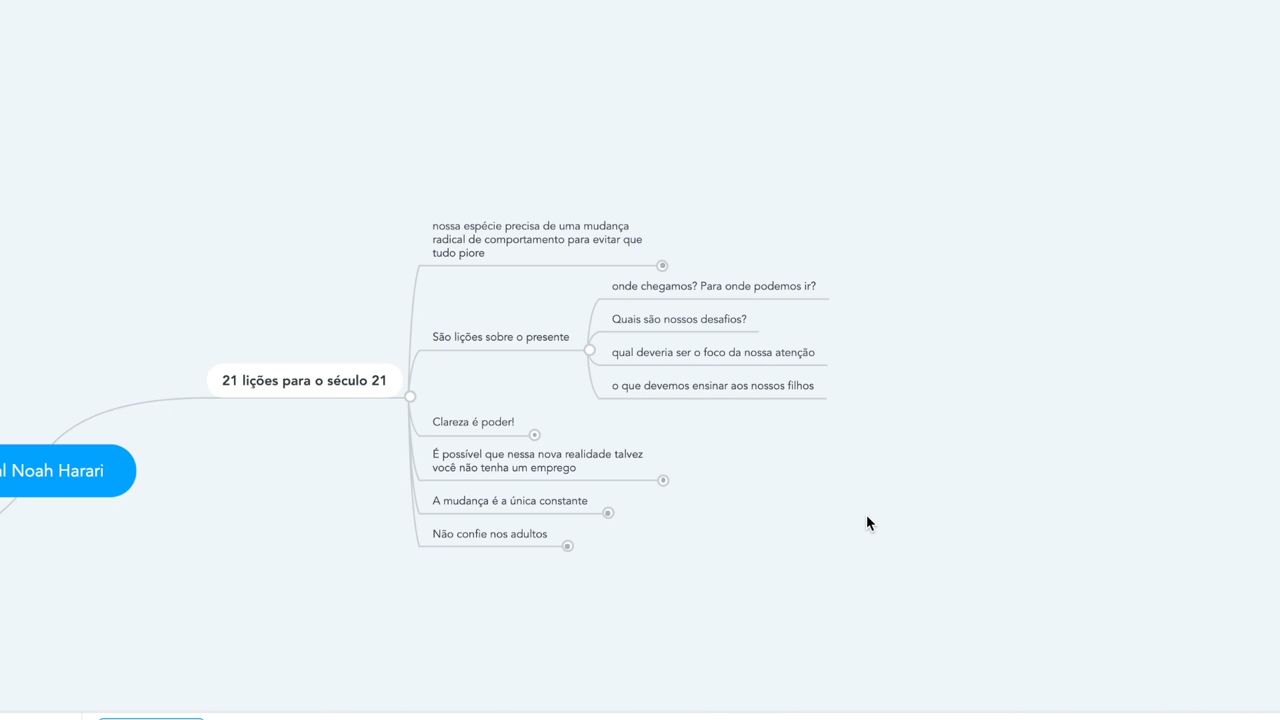 nossa espécie precisa de uma mudança
radical de comportamento para evitar que
tudo piore
onde chegamos? Para onde podemos ir?
Quais são nossos desafios?
São lições sobre o presente
qual deveria ser o foco da nossa atenção
o que devemos ensinar aos nossos filhos
21 lições para o século 21
Clareza é poder!
É possível que nessa nova realidade talvez
você não tenha um emprego
al Noah Harari
A mudança é a única constante
Não confie nos adultos